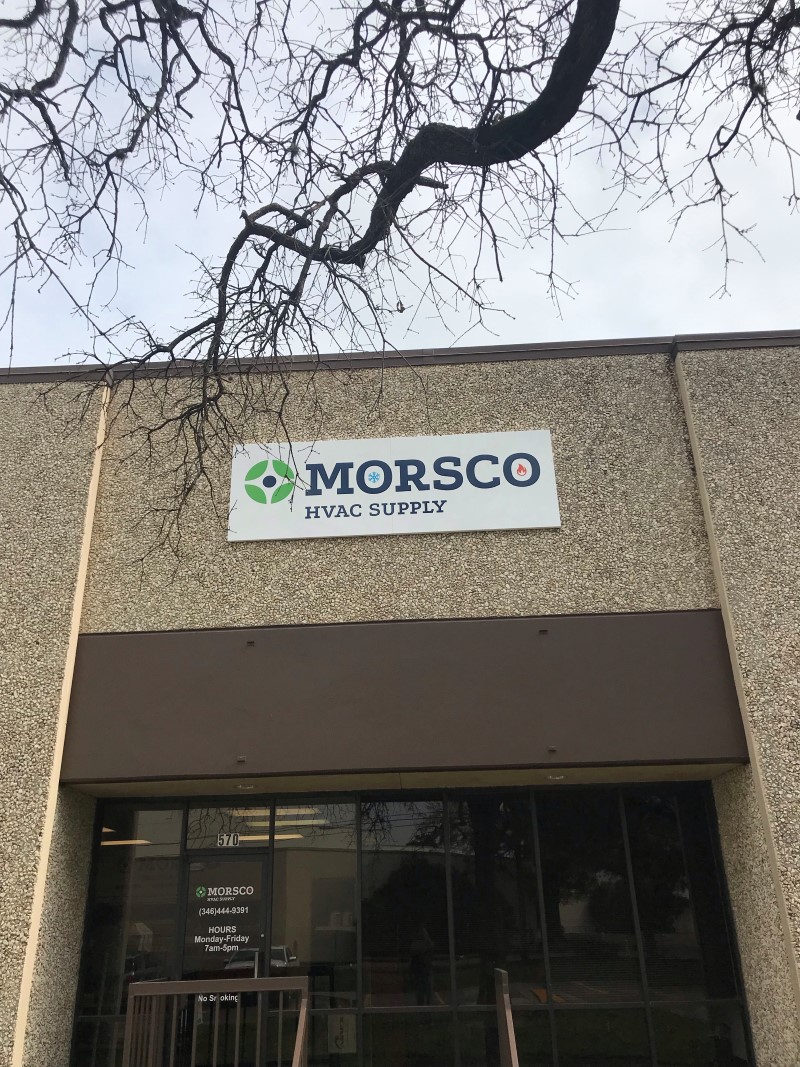 MORSCO
HVAC SUPPLY
570
MORSCO
HVAC SUPPLY
(346)444-9391
HOURS
Monday-Friday
7am-5pm
No Smoking